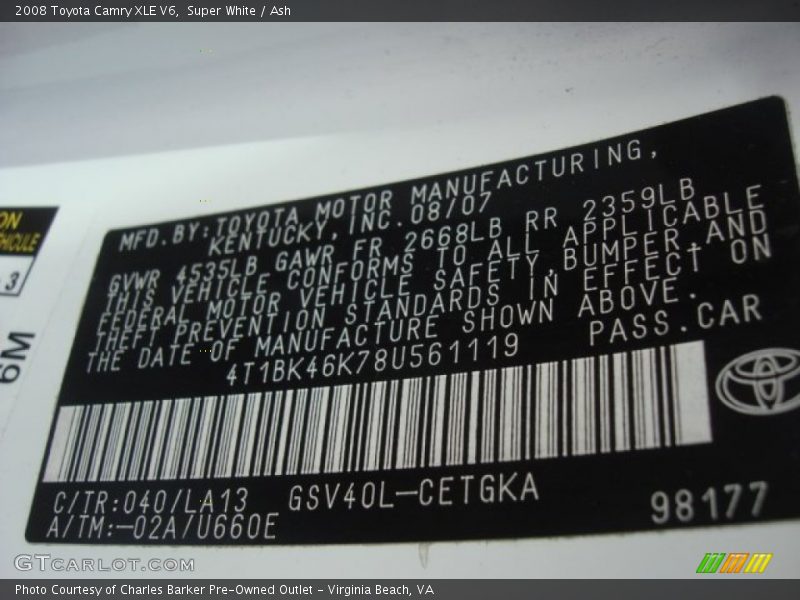 2008 Toyota Camry XLE V6, Super White / Ash
MFD.BY:TOYOTA MOTOR MANUFACTURING,
KENTUCKY,INC.08/07
GVWR 4535LB GAWR FR 2668LB RR 2359LB
THIS VEHICLE CONFORMS TO ALL APPLICABLE
FEDERAL MOTOR VEHICLE SAFETY,BUMPER,AND
THEFT PREVENTION STANDARDS IN EFFECT ON
THE DATE OF MANUFACTURE SHOWN ABOVE.
4T1BK46K78U561119 PASS.CAR
C/TR:040/LA13 GSV40L-CETGKA
A/TM:-02A/U660E
98177
ON
3
6M
GTCARLOT.COM
Photo Courtesy of Charles Barker Pre-Owned Outlet - Virginia Beach, VA